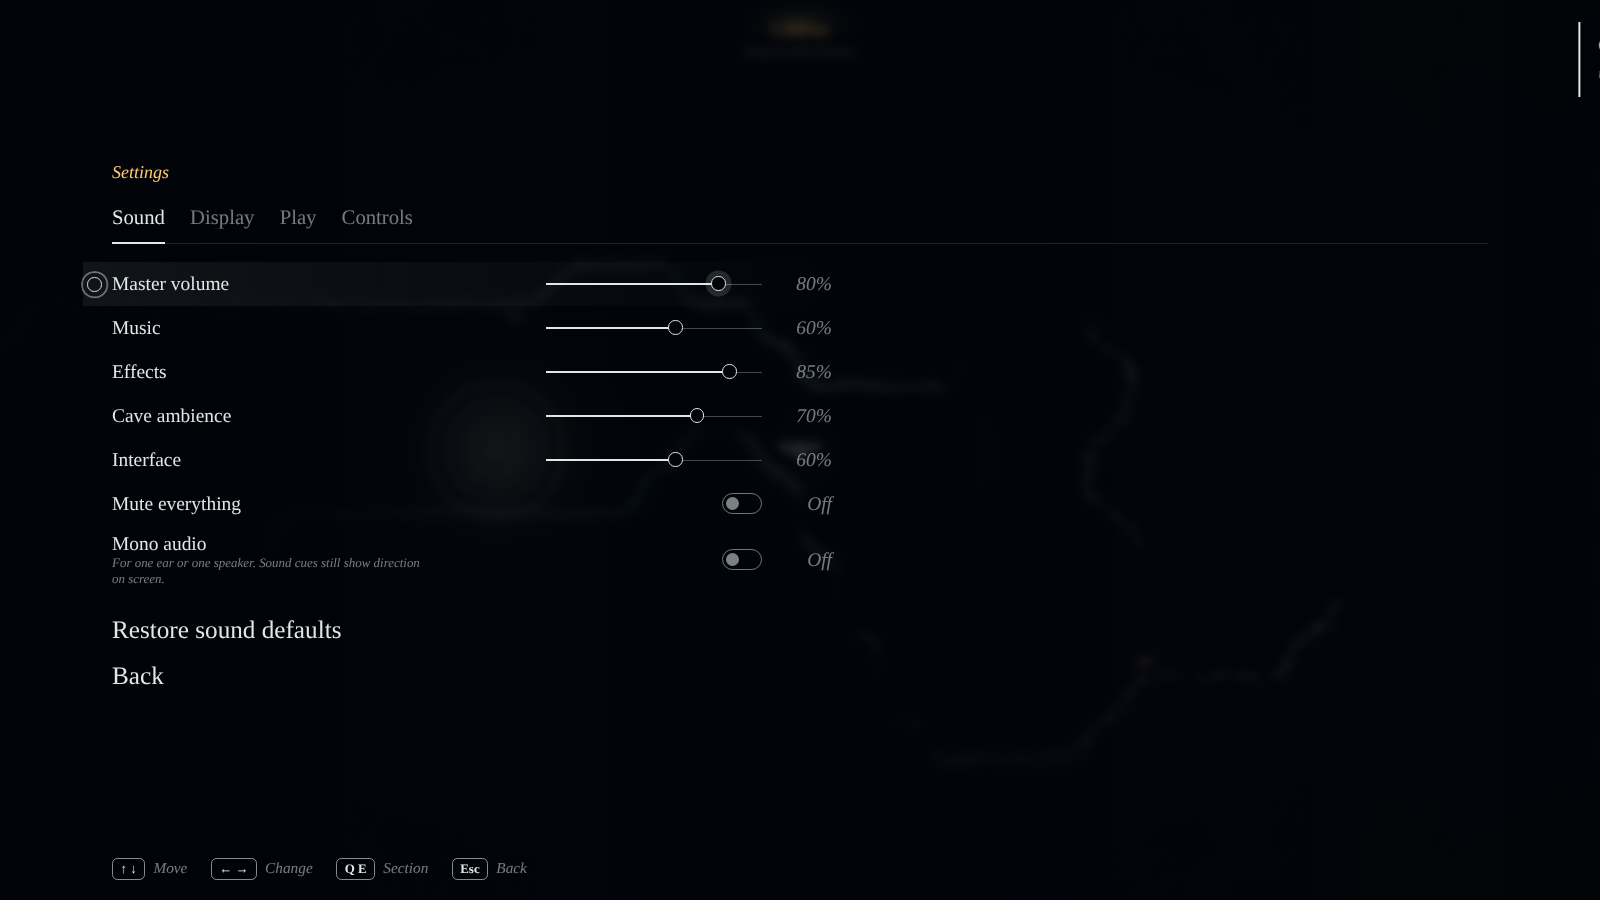 Settings
Sound Display Play Controls
Master volume 80%
Music 60%
Effects 85%
Cave ambience 70%
Interface 60%
Mute everything Off
Mono audio Off
For one ear or one speaker. Sound cues still show direction
on screen.
Restore sound defaults
Back
↑ ↓ Move ← → Change Q E Section Esc Back